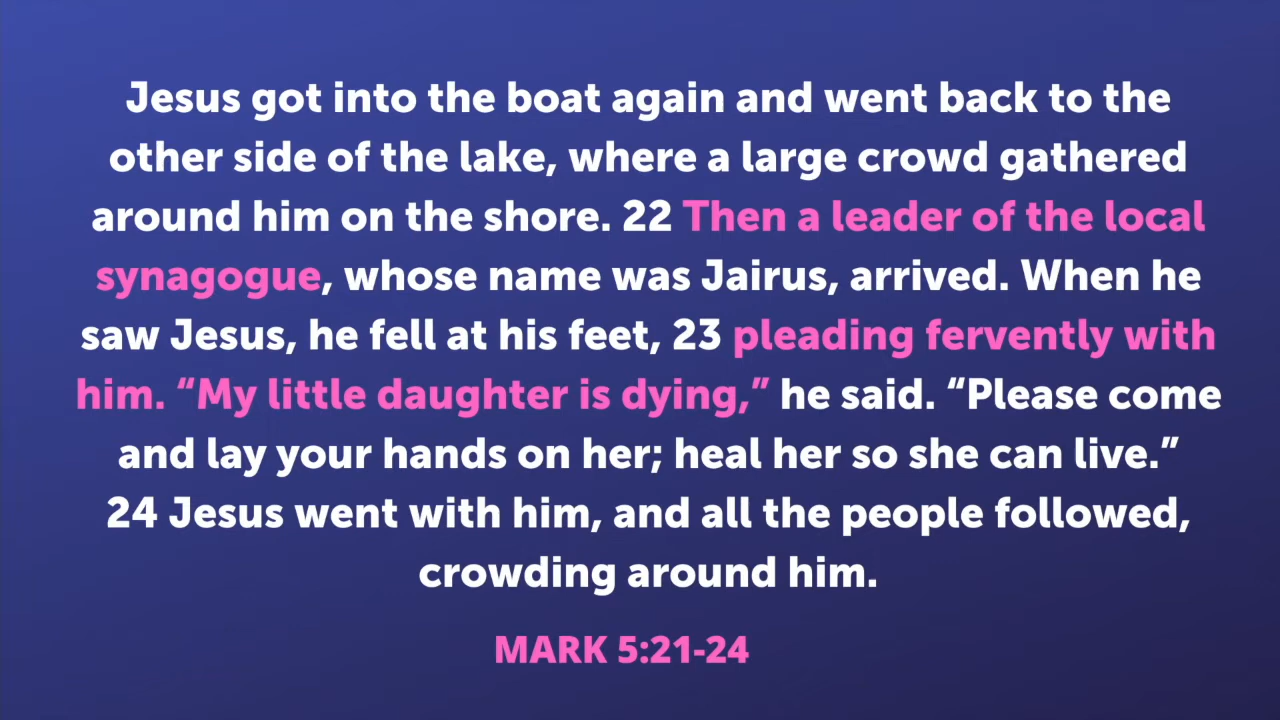 Jesus got into the boat again and went back to the
other side of the lake, where a large crowd gathered
around him on the shore. 22 Then a leader of the local
synagogue, whose name was Jairus, arrived. When he
saw Jesus, he fell at his feet, 23 pleading fervently with
him. “My little daughter is dying,” he said. “Please come
and lay your hands on her; heal her so she can live.”
24 Jesus went with him, and all the people followed,
crowding around him.
MARK 5:21-24